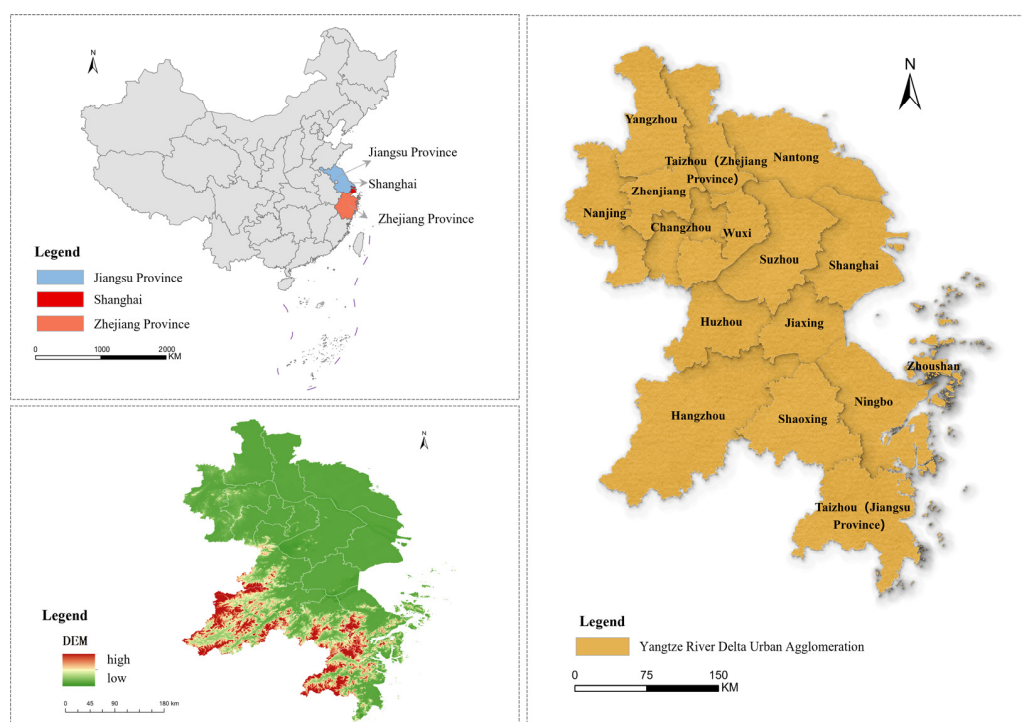 N
Jiangsu Province
Shanghai
Zhejiang Province
Legend
Jiangsu Province
Shanghai
Zhejiang Province
0 1000 2000
KM
N
Legend
DEM
high
low
0 45 90 180 km
N
Yangzhou
Taizhou (Zhejiang
Province)
Nantong
Zhenjiang
Nanjing
Changzhou
Wuxi
Suzhou
Shanghai
Huzhou
Jiaxing
Zhoushan
Hangzhou
Shaoxing
Ningbo
Taizhou (Jiangsu
Province)
Legend
Yangtze River Delta Urban Agglomeration
0 75 150
KM